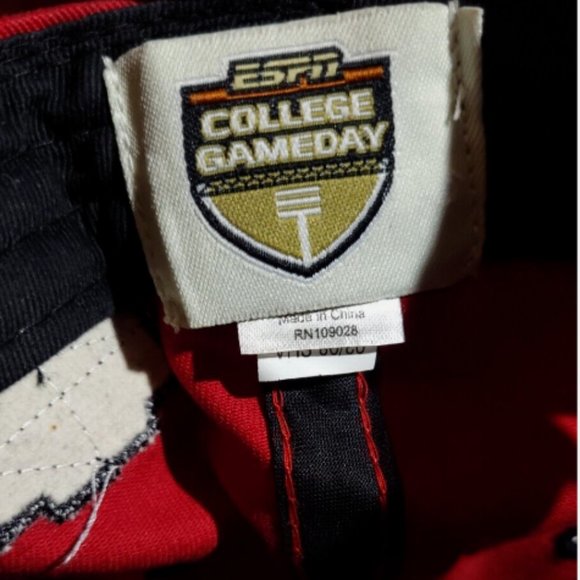 ESPN
COLLEGE
GAMEDAY
Made in China
RN109028